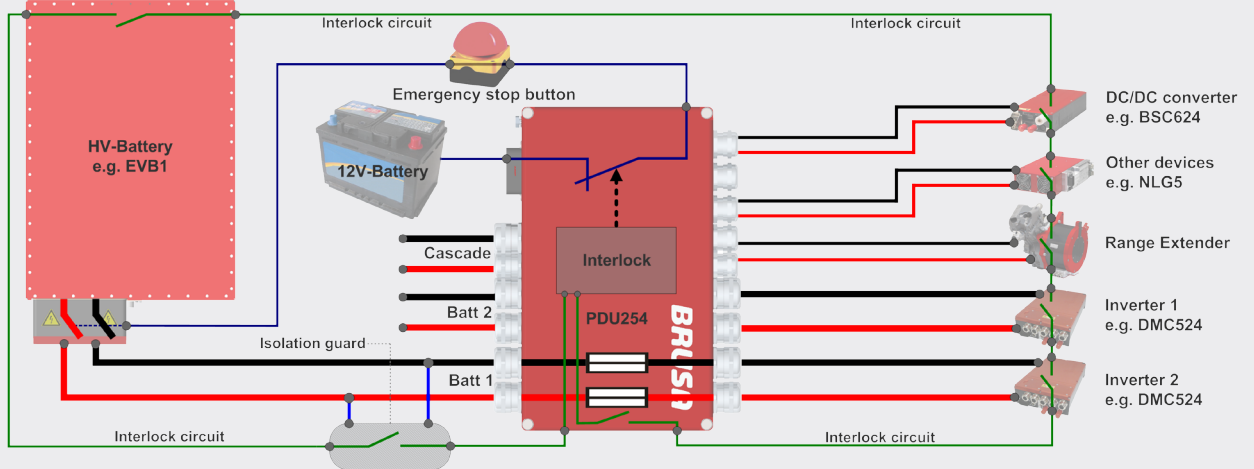 Interlock circuit
Interlock circuit
Emergency stop button
HV-Battery
e.g. EVB1
12V-Battery
DC/DC converter
e.g. BSC624
Other devices
e.g. NLG5
Range Extender
Cascade
Interlock
Batt 2
PDU254
BRUSA
Inverter 1
e.g. DMC524
Isolation guard
Batt 1
Inverter 2
e.g. DMC524
Interlock circuit
Interlock circuit